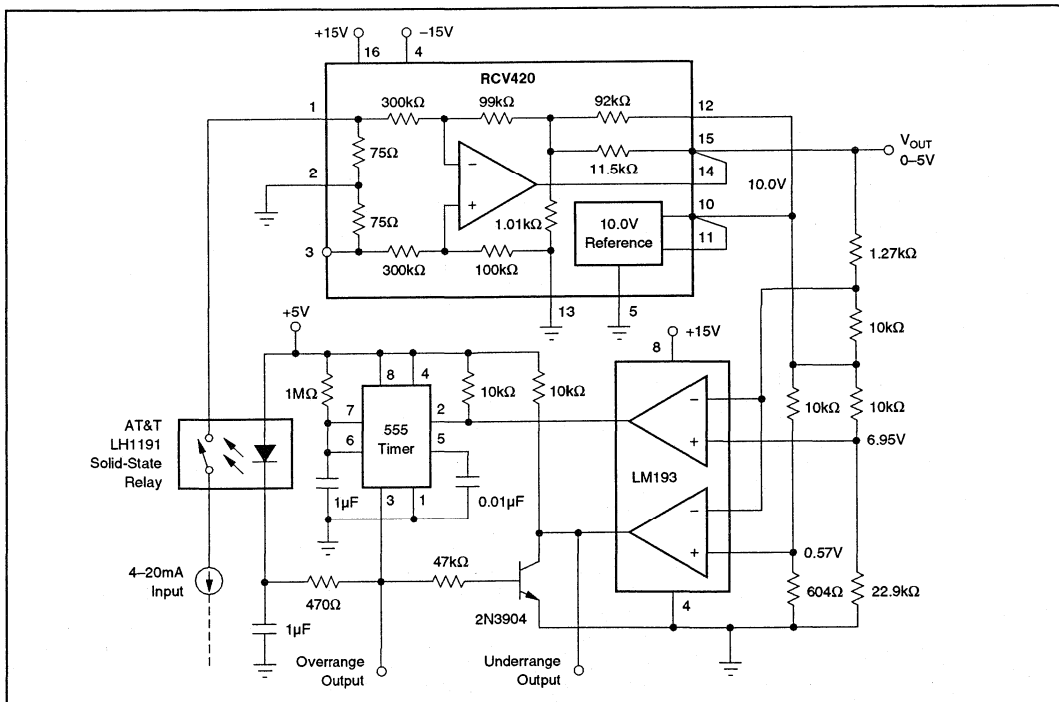 +15V
–15V
16
4
RCV420
1
300kΩ
99kΩ
92kΩ
12
15
V_OUT
0–5V
75Ω
11.5kΩ
14
2
10.0V
75Ω
1.01kΩ
10.0V
Reference
10
11
3
300kΩ
100kΩ
1.27kΩ
13
5
+5V
+15V
8
10kΩ
1MΩ
8
4
10kΩ
10kΩ
10kΩ
10kΩ
AT&T
LH1191
Solid-State
Relay
7
6
555
Timer
2
5
6.95V
LM193
1µF
3
1
0.01µF
4–20mA
Input
47kΩ
0.57V
470Ω
2N3904
4
604Ω
22.9kΩ
1µF
Overrange
Output
Underrange
Output